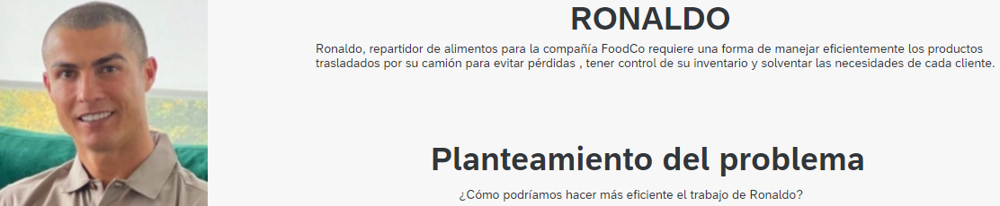 RONALDO
Ronaldo, repartidor de alimentos para la compañía FoodCo requiere una forma de manejar eficientemente los productos
trasladados por su camión para evitar pérdidas , tener control de su inventario y solventar las necesidades de cada cliente.
Planteamiento del problema
¿Cómo podríamos hacer más eficiente el trabajo de Ronaldo?